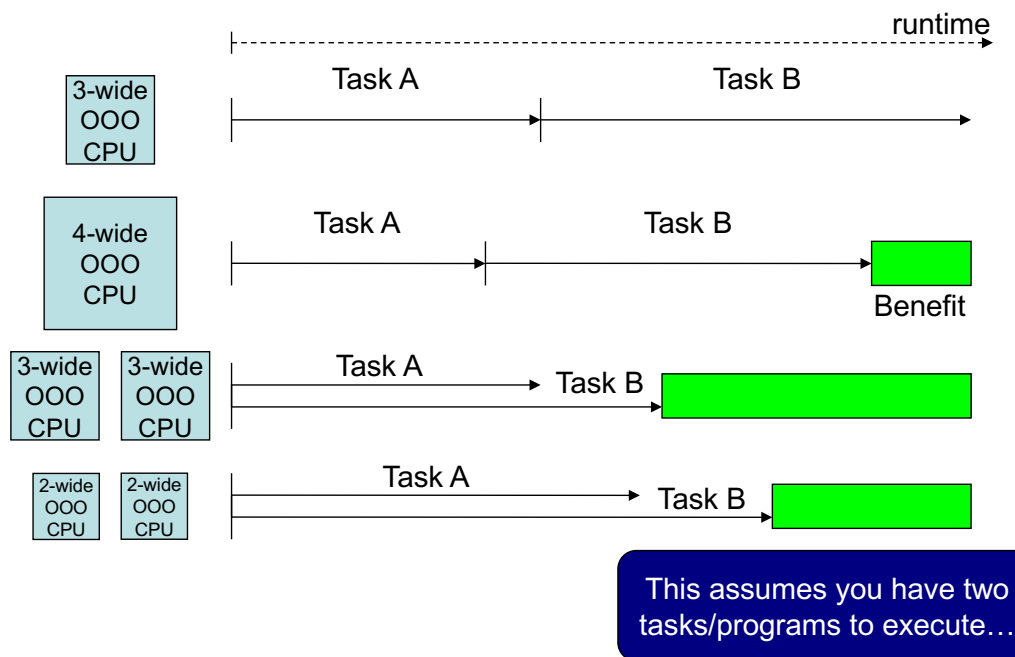 runtime
3-wide
OOO
CPU
Task A
Task B
4-wide
OOO
CPU
Task A
Task B
Benefit
3-wide
OOO
CPU
3-wide
OOO
CPU
Task A
Task B
2-wide
OOO
CPU
2-wide
OOO
CPU
Task A
Task B
This assumes you have two
tasks/programs to execute…